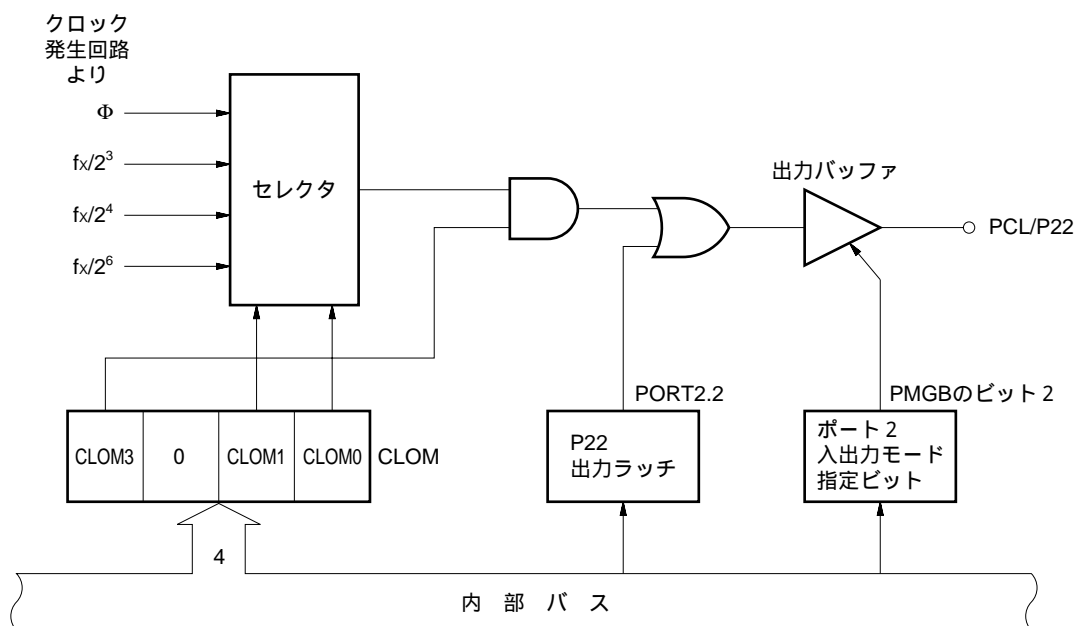 クロック
発生回路
より
Φ
fx/2³
fx/2⁴
fx/2⁶
セレクタ
出力バッファ
PCL/P22
PORT2.2
PMGBのビット2
CLOM3 0 CLOM1 CLOM0 CLOM
P22
出力ラッチ
ポート2
入出力モード
指定ビット
4
内 部 バ ス